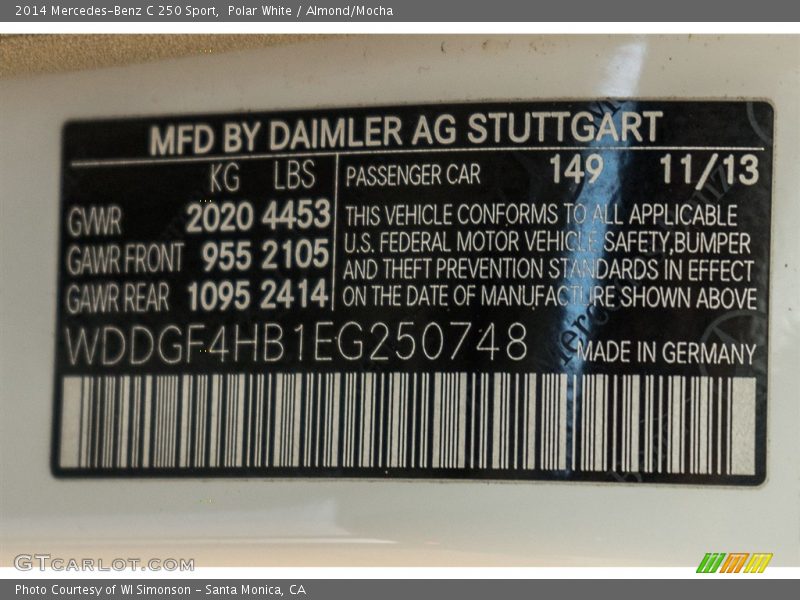 2014 Mercedes-Benz C 250 Sport, Polar White / Almond/Mocha
MFD BY DAIMLER AG STUTTGART
KG LBS PASSENGER CAR 149 11/13
GVWR 2020 4453
GAWR FRONT 955 2105
GAWR REAR 1095 2414
THIS VEHICLE CONFORMS TO ALL APPLICABLE
U.S. FEDERAL MOTOR VEHICLE SAFETY,BUMPER
AND THEFT PREVENTION STANDARDS IN EFFECT
ON THE DATE OF MANUFACTURE SHOWN ABOVE
WDDGF4HB1EG250748 MADE IN GERMANY
GTCARLOT.COM
Photo Courtesy of WI Simonson - Santa Monica, CA